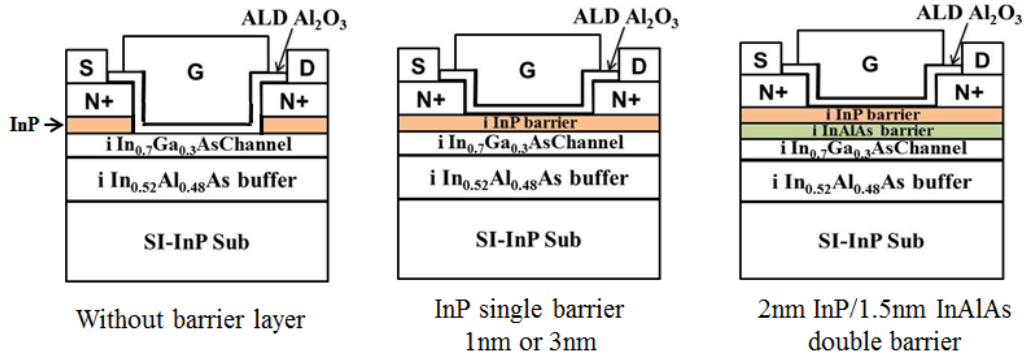 ALD Al₂O₃
S
G
D
N+
N+
InP
i In₀.₇Ga₀.₃AsChannel
i In₀.₅₂Al₀.₄₈As buffer
SI-InP Sub
Without barrier layer
ALD Al₂O₃
S
G
D
N+
N+
i InP barrier
i In₀.₇Ga₀.₃AsChannel
i In₀.₅₂Al₀.₄₈As buffer
SI-InP Sub
InP single barrier
1nm or 3nm
ALD Al₂O₃
S
G
D
N+
N+
i InP barrier
i InAlAs barrier
i In₀.₇Ga₀.₃AsChannel
i In₀.₅₂Al₀.₄₈As buffer
SI-InP Sub
2nm InP/1.5nm InAlAs
double barrier